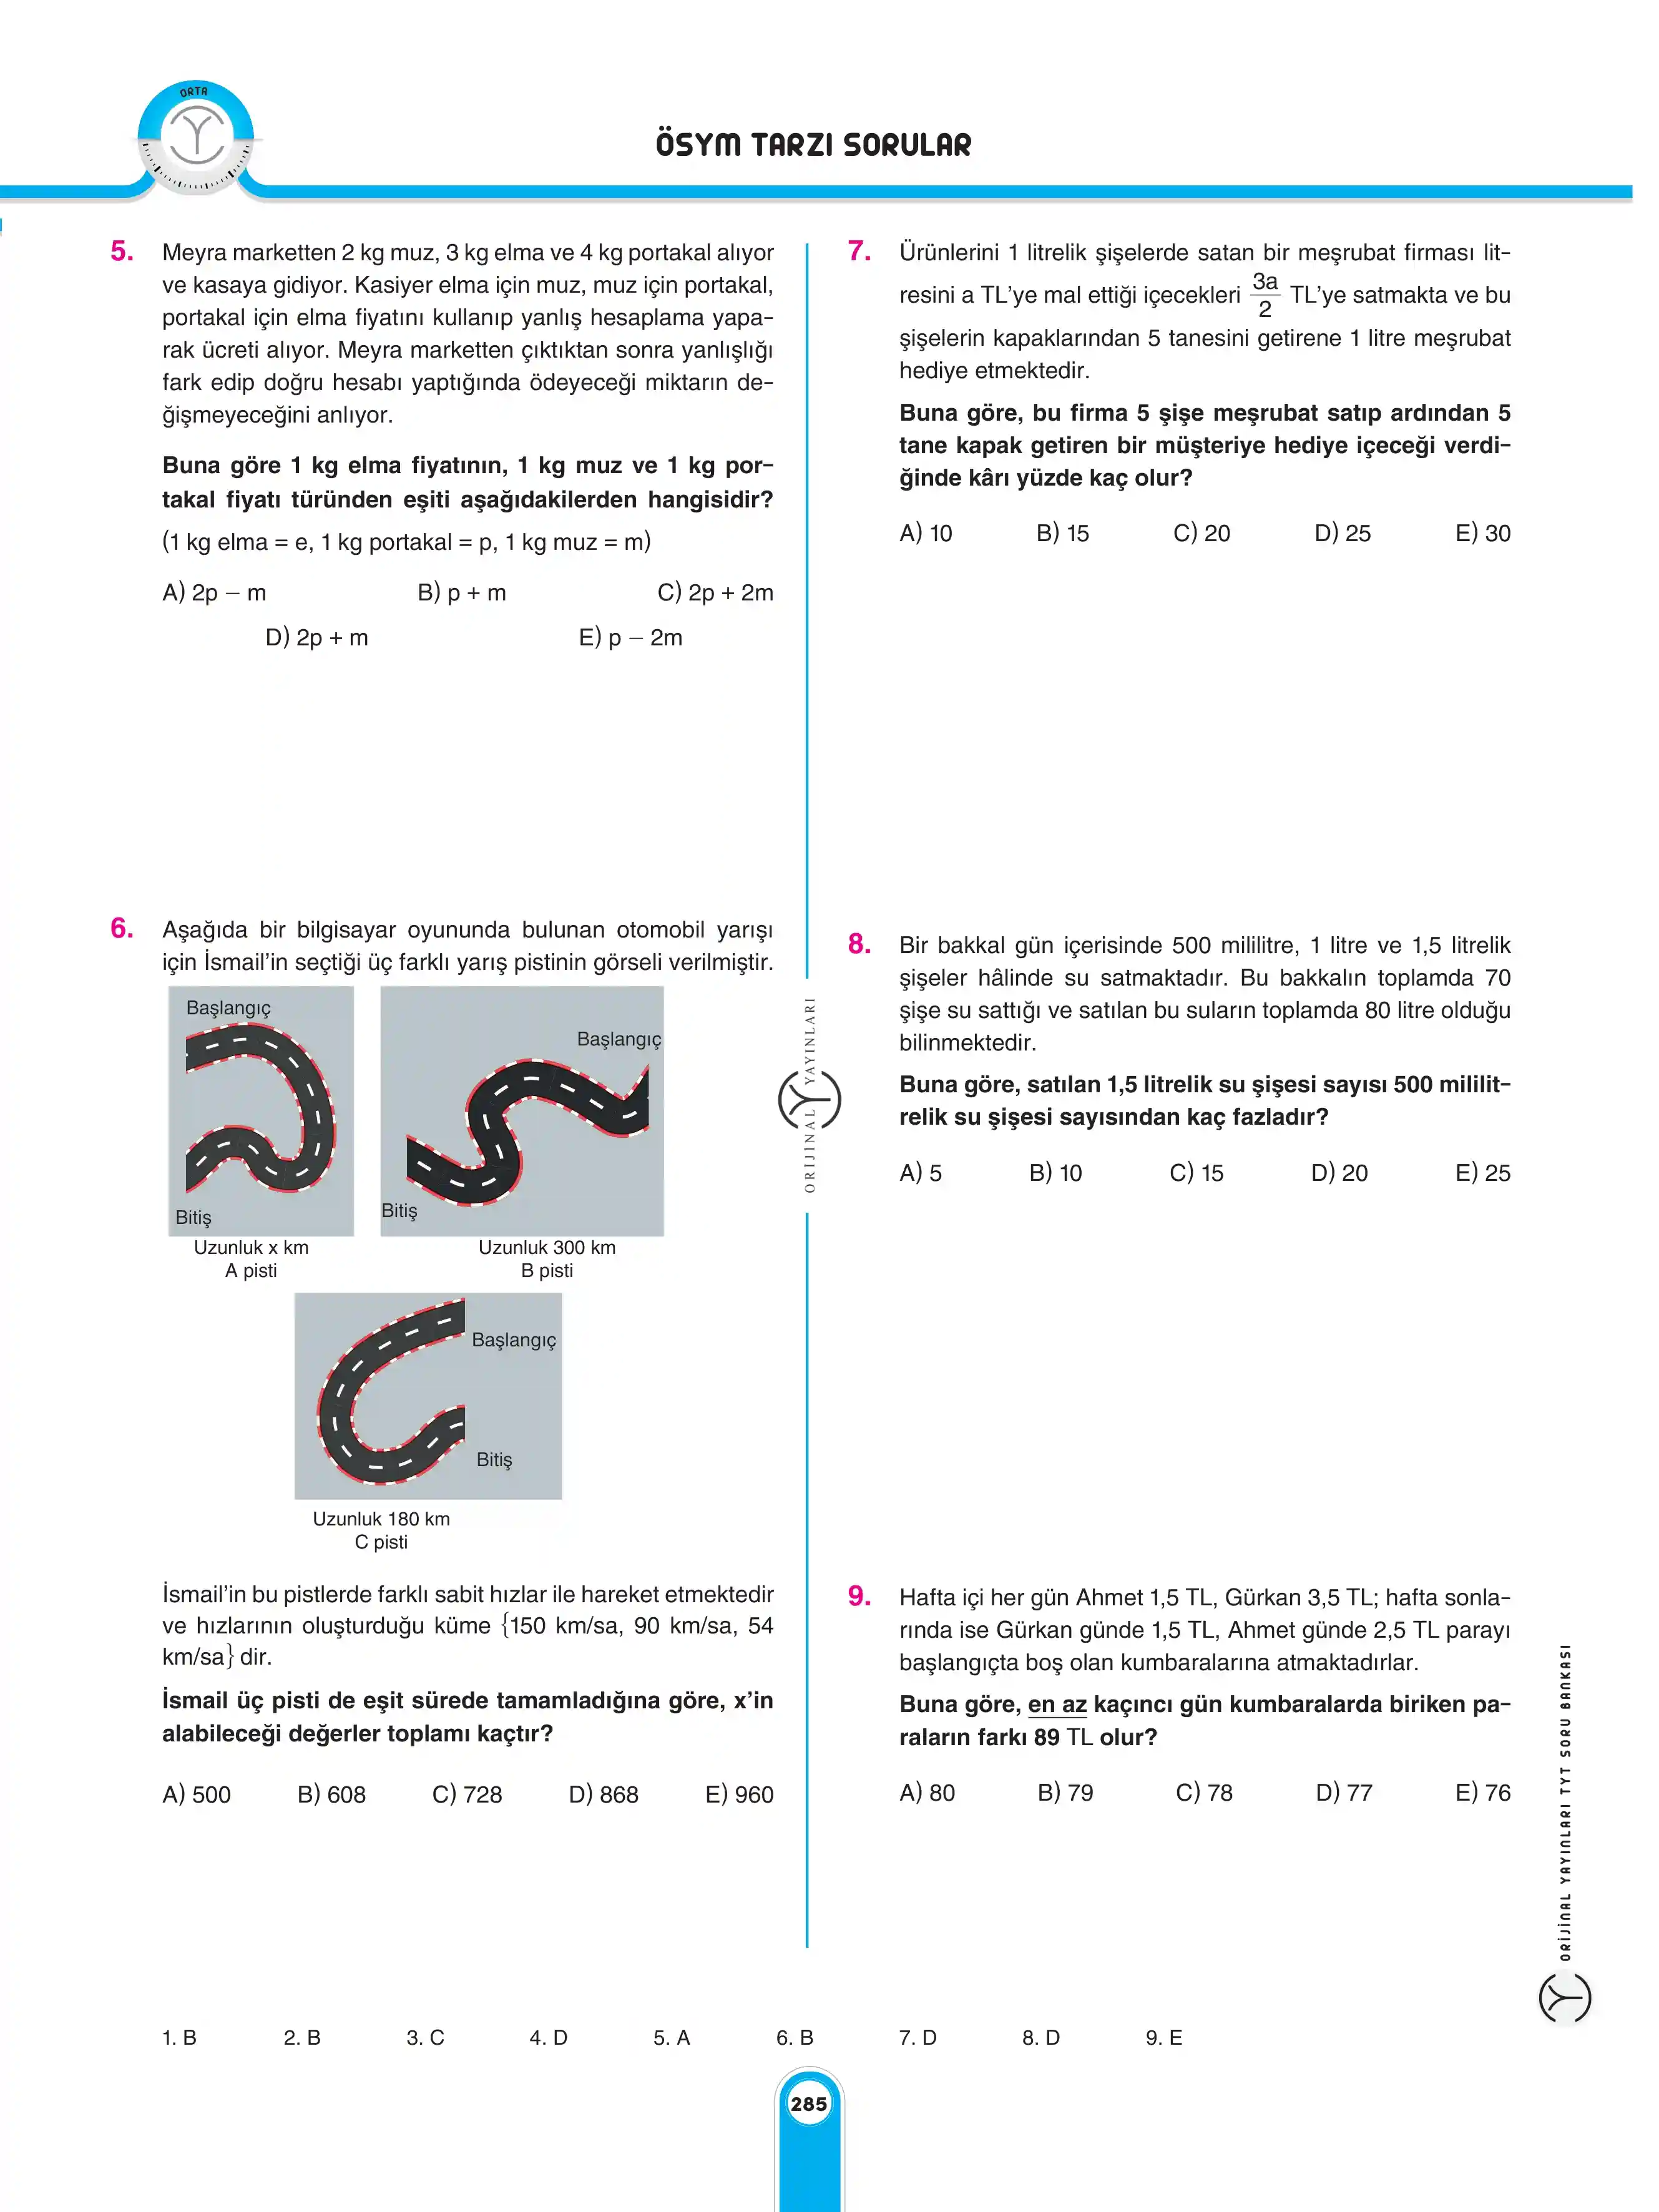 ORTA
ÖSYM TARZI SORULAR
5. Meyra marketten 2 kg muz, 3 kg elma ve 4 kg portakal alıyor
ve kasaya gidiyor. Kasiyer elma için muz, muz için portakal,
portakal için elma fiyatını kullanıp yanlış hesaplama yapa-
rak ücreti alıyor. Meyra marketten çıktıktan sonra yanlışlığı
fark edip doğru hesabı yaptığında ödeyeceği miktarın de-
ğişmeyeceğini anlıyor.
Buna göre 1 kg elma fiyatının, 1 kg muz ve 1 kg por-
takal fiyatı türünden eşiti aşağıdakilerden hangisidir?
(1 kg elma = e, 1 kg portakal = p, 1 kg muz = m)
A) 2p – m B) p + m C) 2p + 2m
D) 2p + m E) p – 2m
6. Aşağıda bir bilgisayar oyununda bulunan otomobil yarışı
için İsmail'in seçtiği üç farklı yarış pistinin görseli verilmiştir.
Başlangıç
Bitiş
Uzunluk x km
A pisti
Başlangıç
Bitiş
Uzunluk 300 km
B pisti
Başlangıç
Bitiş
Uzunluk 180 km
C pisti
İsmail'in bu pistlerde farklı sabit hızlar ile hareket etmektedir
ve hızlarının oluşturduğu küme {150 km/sa, 90 km/sa, 54
km/sa} dir.
İsmail üç pisti de eşit sürede tamamladığına göre, x'in
alabileceği değerler toplamı kaçtır?
A) 500 B) 608 C) 728 D) 868 E) 960
ORİJİNAL YAYINLARI
7. Ürünlerini 1 litrelik şişelerde satan bir meşrubat firması lit-
resini a TL'ye mal ettiği içecekleri 3a/2 TL'ye satmakta ve bu
şişelerin kapaklarından 5 tanesini getirene 1 litre meşrubat
hediye etmektedir.
Buna göre, bu firma 5 şişe meşrubat satıp ardından 5
tane kapak getiren bir müşteriye hediye içeceği verdi-
ğinde kârı yüzde kaç olur?
A) 10 B) 15 C) 20 D) 25 E) 30
8. Bir bakkal gün içerisinde 500 mililitre, 1 litre ve 1,5 litrelik
şişeler hâlinde su satmaktadır. Bu bakkalın toplamda 70
şişe su sattığı ve satılan bu suların toplamda 80 litre olduğu
bilinmektedir.
Buna göre, satılan 1,5 litrelik su şişesi sayısı 500 mililit-
relik su şişesi sayısından kaç fazladır?
A) 5 B) 10 C) 15 D) 20 E) 25
9. Hafta içi her gün Ahmet 1,5 TL, Gürkan 3,5 TL; hafta sonla-
rında ise Gürkan günde 1,5 TL, Ahmet günde 2,5 TL parayı
başlangıçta boş olan kumbaralarına atmaktadırlar.
Buna göre, en az kaçıncı gün kumbaralarda biriken pa-
raların farkı 89 TL olur?
A) 80 B) 79 C) 78 D) 77 E) 76
ORİJİNAL YAYINLARI TYT SORU BANKASI
1. B 2. B 3. C 4. D 5. A 6. B 7. D 8. D 9. E
285